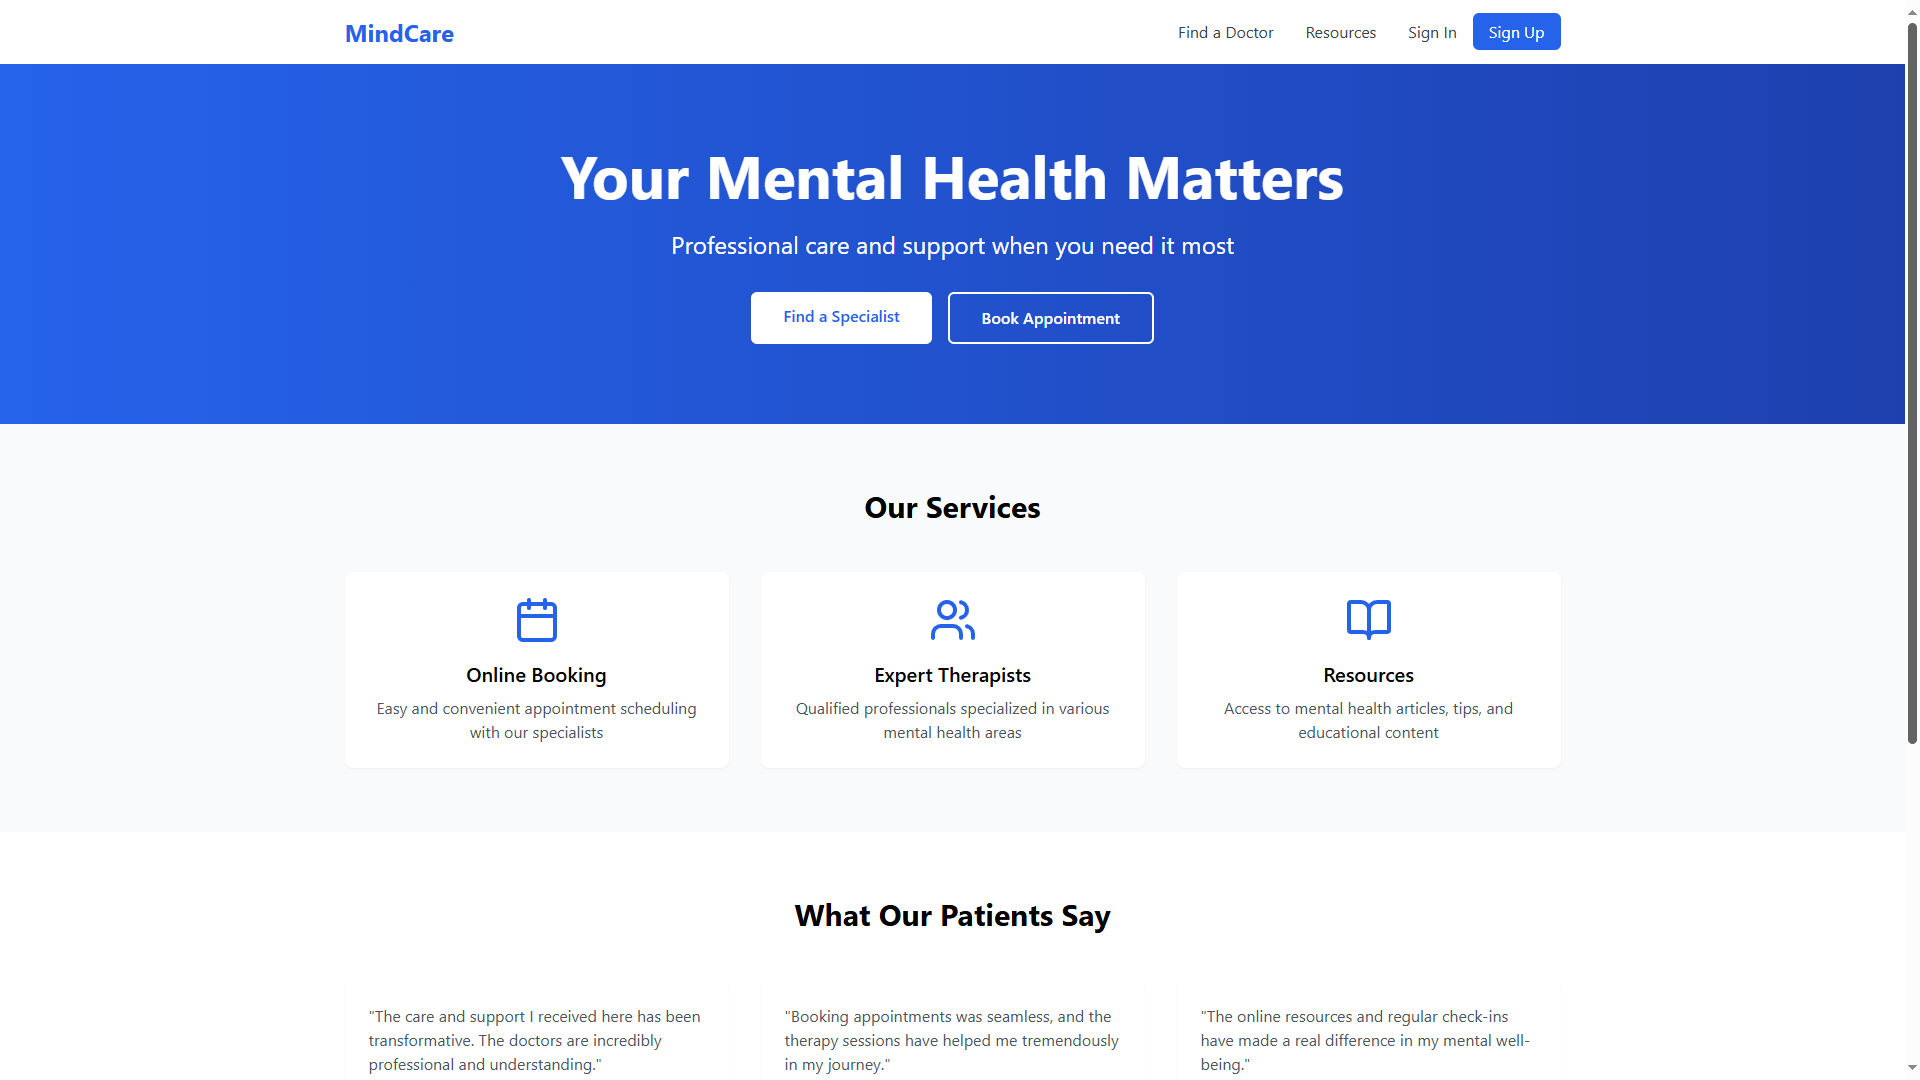 MindCare
Find a Doctor
Resources
Sign In
Sign Up
Your Mental Health Matters
Professional care and support when you need it most
Find a Specialist
Book Appointment
Our Services
Online Booking
Easy and convenient appointment scheduling
with our specialists
Expert Therapists
Qualified professionals specialized in various
mental health areas
Resources
Access to mental health articles, tips, and
educational content
What Our Patients Say
"The care and support I received here has been
transformative. The doctors are incredibly
professional and understanding."
"Booking appointments was seamless, and the
therapy sessions have helped me tremendously
in my journey."
"The online resources and regular check-ins
have made a real difference in my mental well-
being."